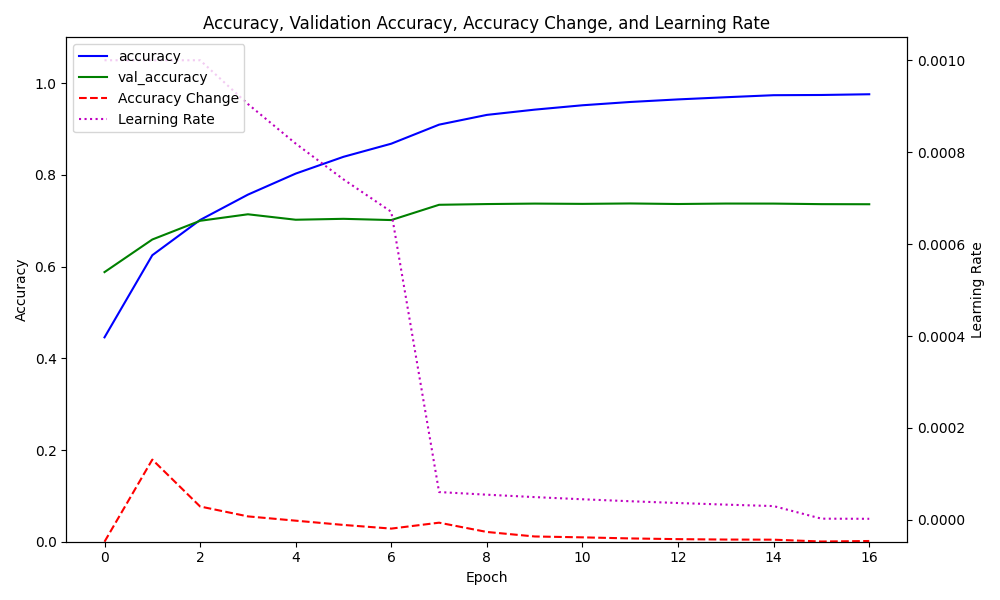 Accuracy, Validation Accuracy, Accuracy Change, and Learning Rate
accuracy
val_accuracy
Accuracy Change
Learning Rate
1.0
0.8
0.6
0.4
0.2
0.0
Accuracy
0.0010
0.0008
0.0006
0.0004
0.0002
0.0000
Learning Rate
0 2 4 6 8 10 12 14 16
Epoch